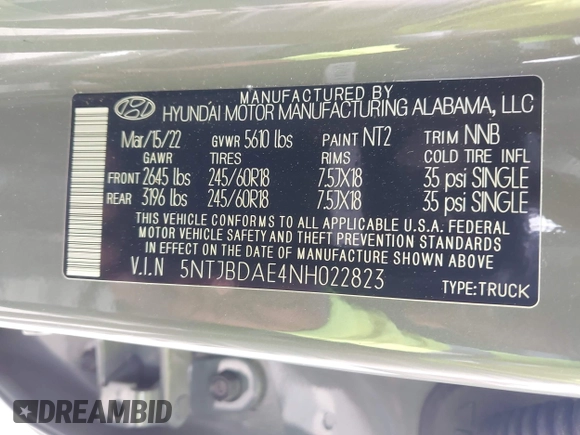 MANUFACTURED BY
HYUNDAI MOTOR MANUFACTURING ALABAMA, LLC
Mar/15/22 GVWR 5610 lbs PAINT NT2 TRIM NNB
GAWR TIRES RIMS COLD TIRE INFL
FRONT 2645 lbs 245/60R18 7.5JX18 35 psi SINGLE
REAR 3196 lbs 245/60R18 7.5JX18 35 psi SINGLE
THIS VEHICLE CONFORMS TO ALL APPLICABLE U.S.A. FEDERAL
MOTOR VEHICLE SAFETY AND THEFT PREVENTION STANDARDS
IN EFFECT ON THE DATE OF MANUFACTURE SHOWN ABOVE
V.I.N 5NTJBDAE4NH022823 TYPE:TRUCK
DREAMBID